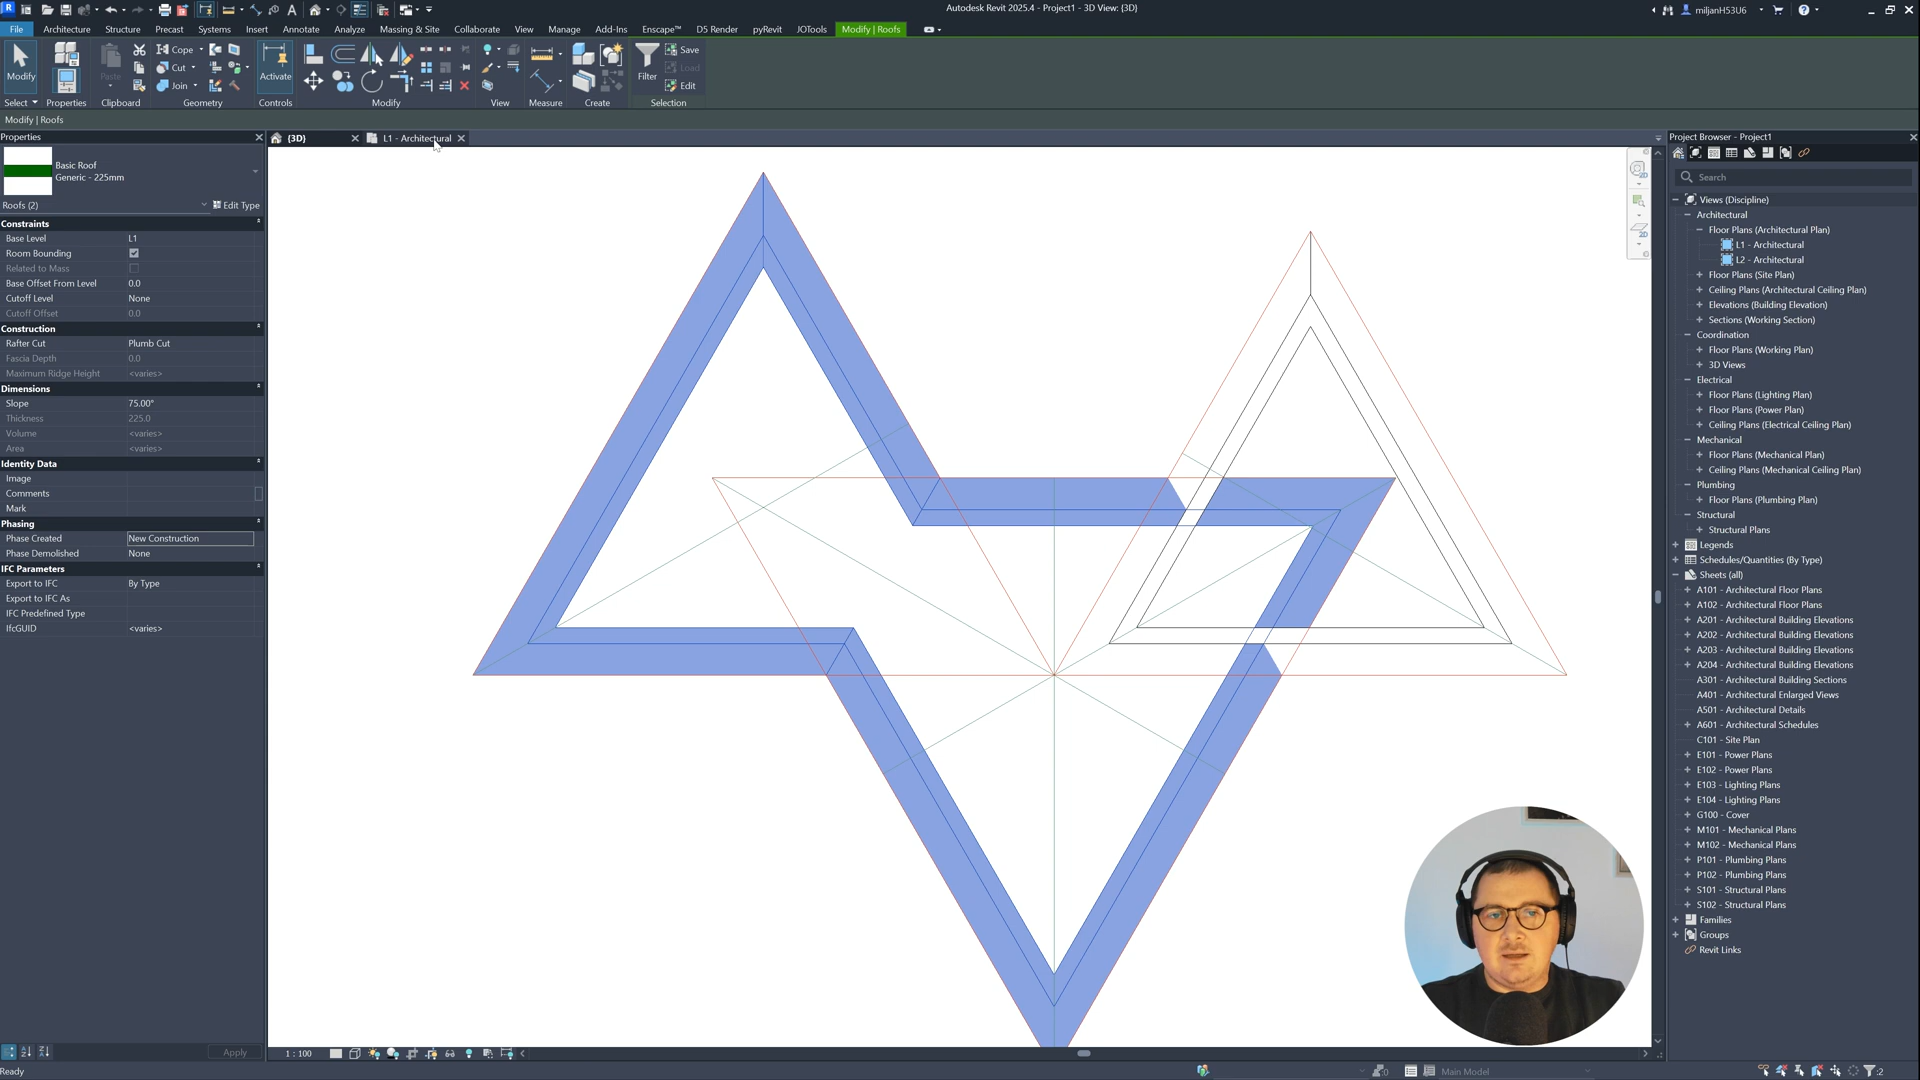 Autodesk Revit 2025.4 - Project1 - 3D View: {3D}
miljanH53U6
File Architecture Structure Precast Systems Insert Annotate Analyze Massing & Site Collaborate View Manage Add-Ins Enscape™ D5 Render pyRevit JOTools Modify | Roofs
Modify
Paste
Cope
Cut
Join
Activate
Filter
Save
Load
Edit
Select Properties Clipboard Geometry Controls Modify View Measure Create Selection
Modify | Roofs
Properties
{3D}
L1 - Architectural
Basic Roof
Generic - 225mm
Roofs (2)
Edit Type
Constraints
Base Level L1
Room Bounding
Related to Mass
Base Offset From Level 0.0
Cutoff Level None
Cutoff Offset 0.0
Construction
Rafter Cut Plumb Cut
Fascia Depth 0.0
Maximum Ridge Height <varies>
Dimensions
Slope 75.00°
Thickness 225.0
Volume <varies>
Area <varies>
Identity Data
Image
Comments
Mark
Phasing
Phase Created New Construction
Phase Demolished None
IFC Parameters
Export to IFC By Type
Export to IFC As
IFC Predefined Type
IfcGUID <varies>
Apply
Ready
1 : 100
2D
2D
:0
Main Model
:2
Project Browser - Project1
Search
Views (Discipline)
Architectural
Floor Plans (Architectural Plan)
L1 - Architectural
L2 - Architectural
Floor Plans (Site Plan)
Ceiling Plans (Architectural Ceiling Plan)
Elevations (Building Elevation)
Sections (Working Section)
Coordination
Floor Plans (Working Plan)
3D Views
Electrical
Floor Plans (Lighting Plan)
Floor Plans (Power Plan)
Ceiling Plans (Electrical Ceiling Plan)
Mechanical
Floor Plans (Mechanical Plan)
Ceiling Plans (Mechanical Ceiling Plan)
Plumbing
Floor Plans (Plumbing Plan)
Structural
Structural Plans
Legends
Schedules/Quantities (By Type)
Sheets (all)
A101 - Architectural Floor Plans
A102 - Architectural Floor Plans
A201 - Architectural Building Elevations
A202 - Architectural Building Elevations
A203 - Architectural Building Elevations
A204 - Architectural Building Elevations
A301 - Architectural Building Sections
A401 - Architectural Enlarged Views
A501 - Architectural Details
A601 - Architectural Schedules
C101 - Site Plan
E101 - Power Plans
E102 - Power Plans
E103 - Lighting Plans
E104 - Lighting Plans
G100 - Cover
M101 - Mechanical Plans
M102 - Mechanical Plans
P101 - Plumbing Plans
P102 - Plumbing Plans
S101 - Structural Plans
S102 - Structural Plans
Families
Groups
Revit Links